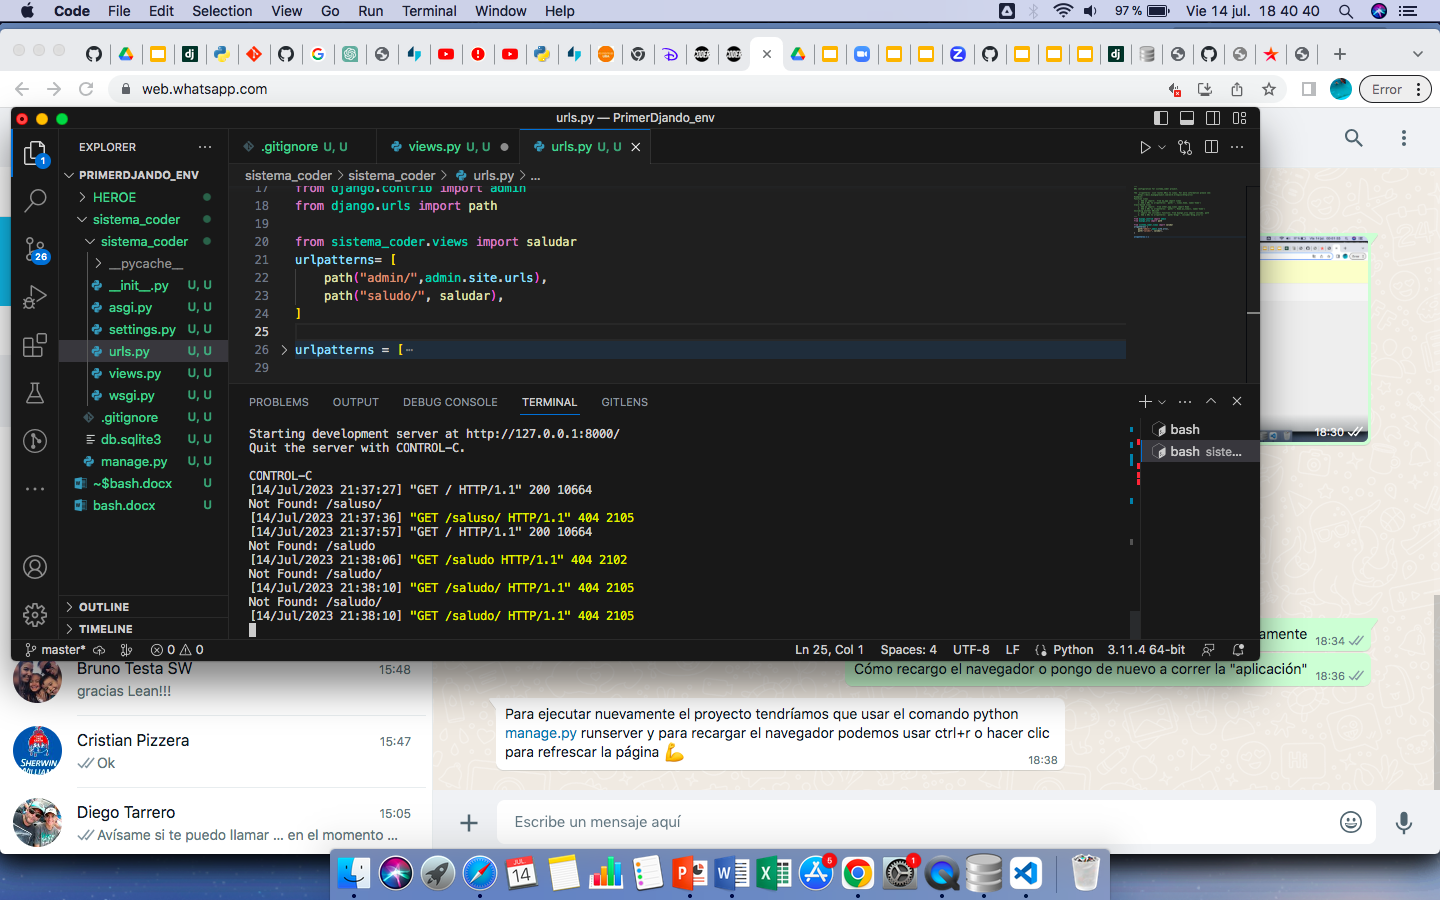 Code File Edit Selection View Go Run Terminal Window Help
97 % Vie 14 jul. 18 40 40
web.whatsapp.com
Error
urls.py — PrimerDjando_env
EXPLORER
.gitignore U, U
views.py U, U
urls.py U, U
PRIMERDJANDO_ENV
sistema_coder > sistema_coder > urls.py > ...
HEROE
sistema_coder
sistema_coder
__pycache__
__init__.py U, U
asgi.py U, U
settings.py U, U
urls.py U, U
views.py U, U
wsgi.py U, U
.gitignore U, U
db.sqlite3 U, U
manage.py U, U
~$bash.docx U
bash.docx U
OUTLINE
TIMELINE
1
26
17 from django.contrib import admin
18 from django.urls import path
19
20 from sistema_coder.views import saludar
21 urlpatterns= [
22 path("admin/",admin.site.urls),
23 path("saludo/", saludar),
24 ]
25
26 urlpatterns = [
29
PROBLEMS OUTPUT DEBUG CONSOLE TERMINAL GITLENS
bash
bash siste...
Starting development server at http://127.0.0.1:8000/
Quit the server with CONTROL-C.
CONTROL-C
[14/Jul/2023 21:37:27] "GET / HTTP/1.1" 200 10664
Not Found: /saluso/
[14/Jul/2023 21:37:36] "GET /saluso/ HTTP/1.1" 404 2105
[14/Jul/2023 21:37:57] "GET / HTTP/1.1" 200 10664
Not Found: /saludo
[14/Jul/2023 21:38:06] "GET /saludo HTTP/1.1" 404 2102
Not Found: /saludo/
[14/Jul/2023 21:38:10] "GET /saludo/ HTTP/1.1" 404 2105
Not Found: /saludo/
[14/Jul/2023 21:38:10] "GET /saludo/ HTTP/1.1" 404 2105
master* 0 0 Ln 25, Col 1 Spaces: 4 UTF-8 LF Python 3.11.4 64-bit
18:30
amente 18:34
Cómo recargo el navegador o pongo de nuevo a correr la "aplicación" 18:36
Para ejecutar nuevamente el proyecto tendríamos que usar el comando python
manage.py runserver y para recargar el navegador podemos usar ctrl+r o hacer clic
para refrescar la página 💪
18:38
Bruno Testa SW 15:48
gracias Lean!!!
Cristian Pizzera 15:47
Ok
Diego Tarrero 15:05
Avísame si te puedo llamar ... en el momento ...
Escribe un mensaje aquí
JUL.
14
5
1